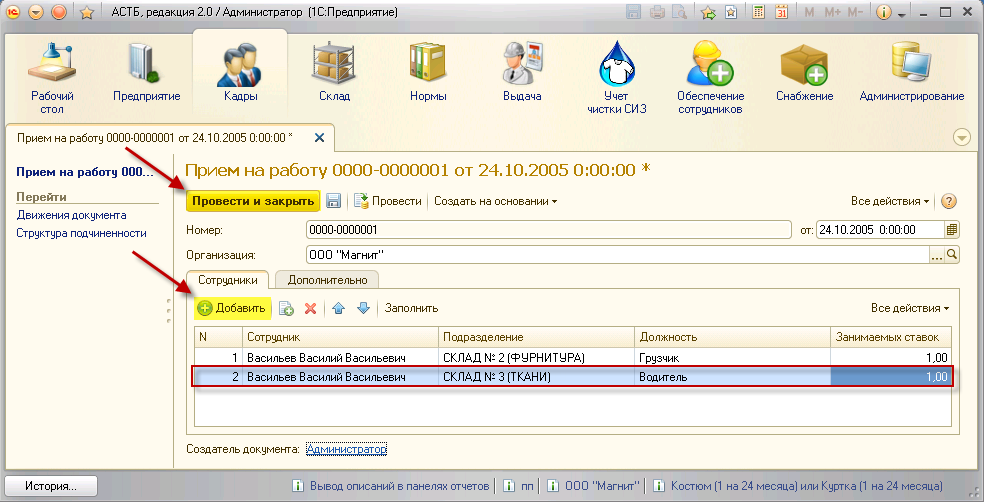 АСТБ, редакция 2.0 / Администратор (1С:Предприятие)
M M+ M-
Рабочий стол
Предприятие
Кадры
Склад
Нормы
Выдача
Учет чистки СИЗ
Обеспечение сотрудников
Снабжение
Администрирование
Прием на работу 0000-0000001 от 24.10.2005 0:00:00 *
Прием на работу 000...
Перейти
Движения документа
Структура подчиненности
Прием на работу 0000-0000001 от 24.10.2005 0:00:00 *
Провести и закрыть Провести Создать на основании Все действия
Номер: 0000-0000001 от: 24.10.2005 0:00:00
Организация: ООО "Магнит" ...
Сотрудники Дополнительно
Добавить Заполнить Все действия
N Сотрудник Подразделение Должность Занимаемых ставок
1 Васильев Василий Васильевич СКЛАД № 2 (ФУРНИТУРА) Грузчик 1,00
2 Васильев Василий Васильевич СКЛАД № 3 (ТКАНИ) Водитель 1,00
Создатель документа: Администратор
История... Вывод описаний в панелях отчетов пп ООО "Магнит" Костюм (1 на 24 месяца) или Куртка (1 на 24 месяца)